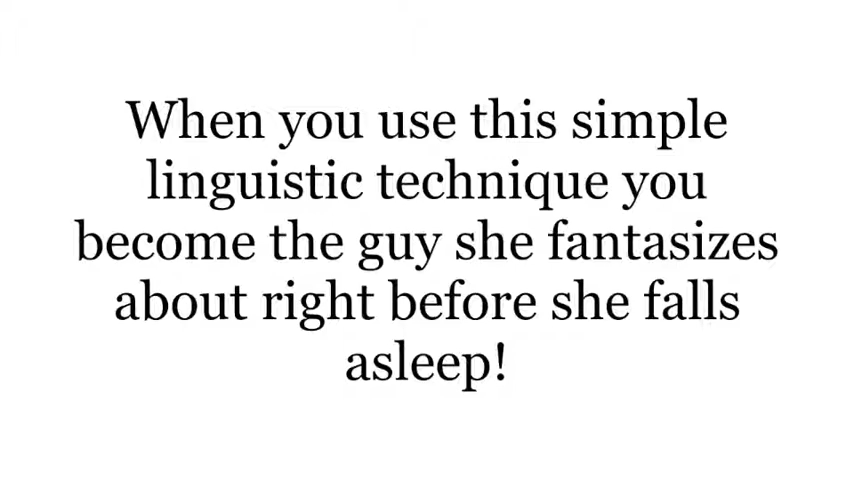 When you use this simple
linguistic technique you
become the guy she fantasizes
about right before she falls
asleep!